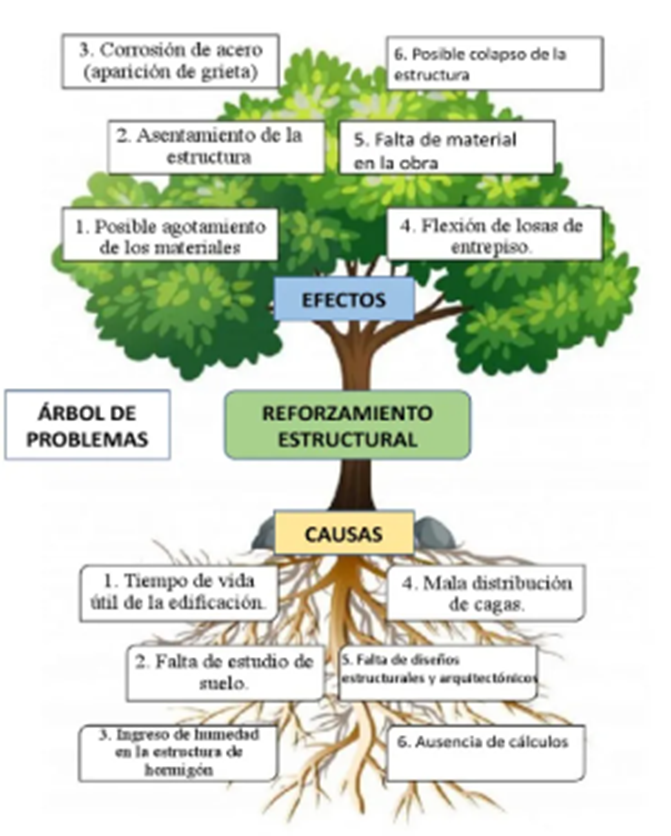 3. Corrosión de acero
(aparición de grieta)
6. Posible colapso de la
estructura
2. Asentamiento de la
estructura
5. Falta de material
en la obra
1. Posible agotamiento
de los materiales
4. Flexión de losas de
entrepiso.
EFECTOS
ÁRBOL DE
PROBLEMAS
REFORZAMIENTO
ESTRUCTURAL
CAUSAS
1. Tiempo de vida
útil de la edificación.
4. Mala distribución
de cagas.
2. Falta de estudio de
suelo.
5. Falta de diseños
estructurales y arquitectónicos
3. Ingreso de humedad
en la estructura de
hormigón
6. Ausencia de cálculos